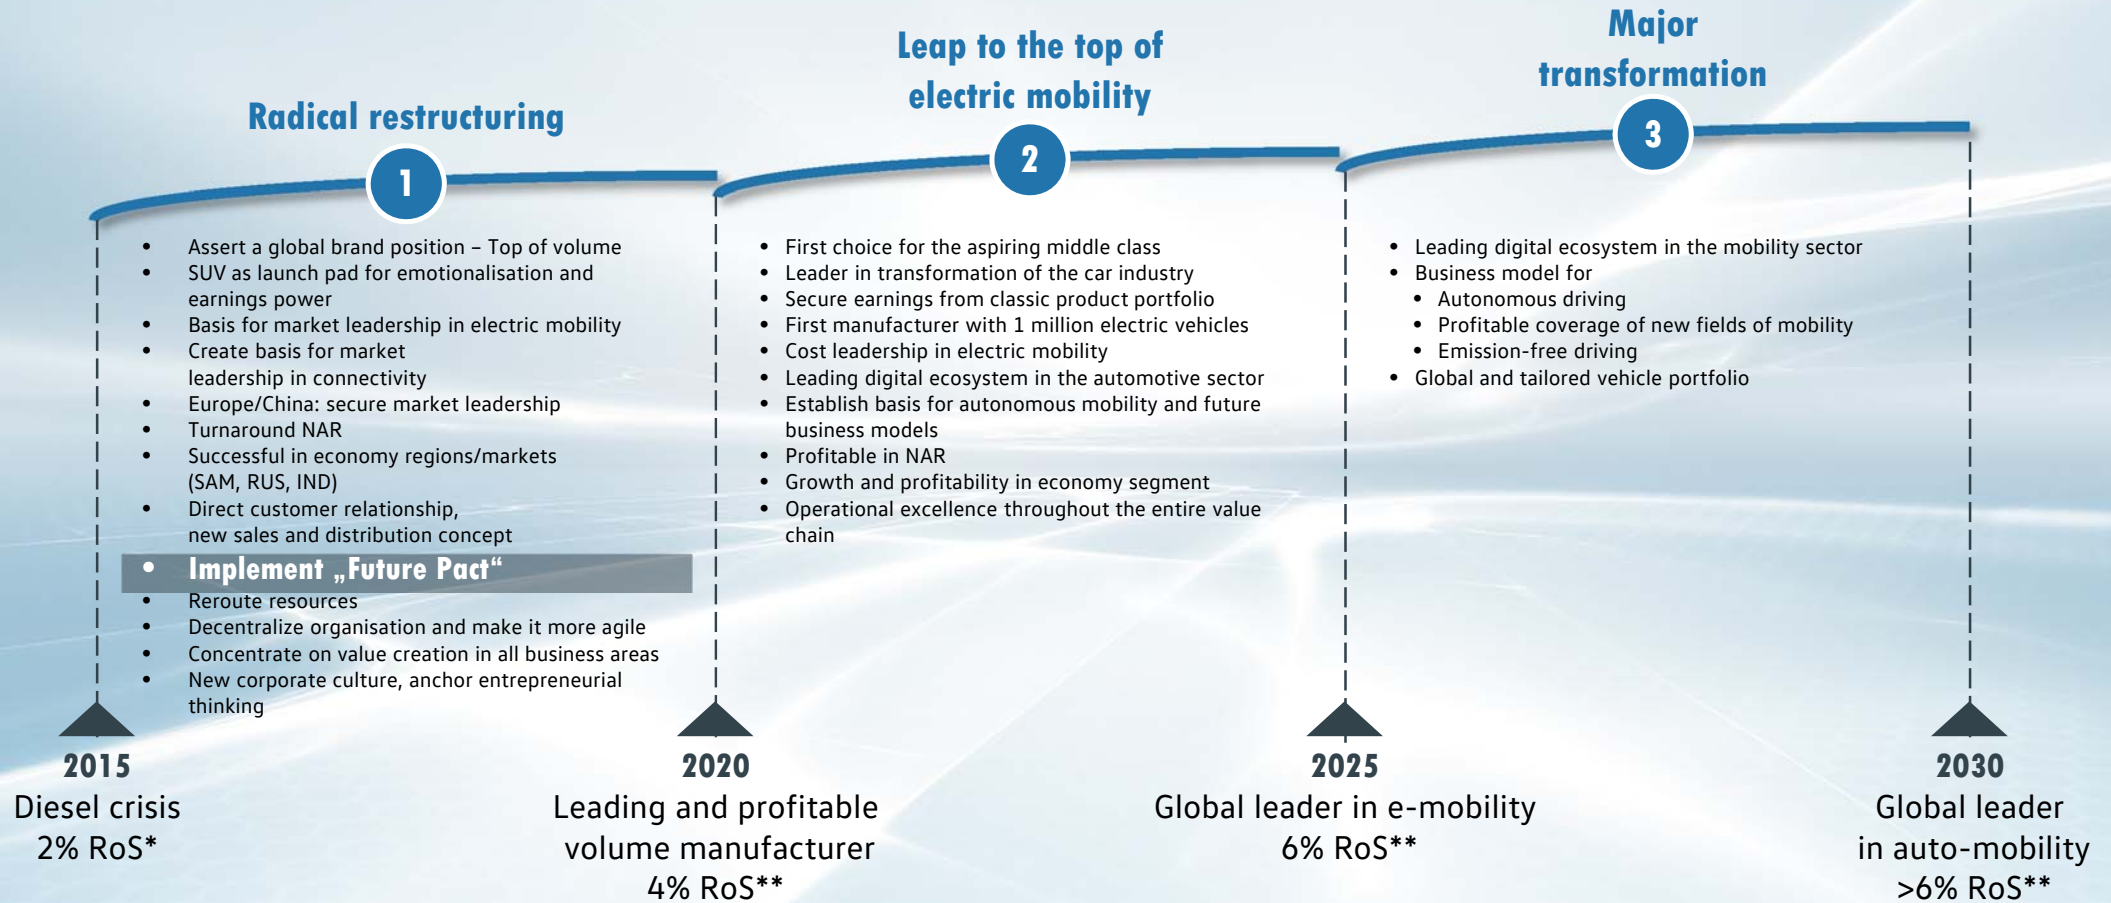 Radical restructuring
1
• Assert a global brand position – Top of volume
• SUV as launch pad for emotionalisation and
earnings power
• Basis for market leadership in electric mobility
• Create basis for market
leadership in connectivity
• Europe/China: secure market leadership
• Turnaround NAR
• Successful in economy regions/markets
(SAM, RUS, IND)
• Direct customer relationship,
new sales and distribution concept
• Implement „Future Pact“
• Reroute resources
• Decentralize organisation and make it more agile
• Concentrate on value creation in all business areas
• New corporate culture, anchor entrepreneurial
thinking
Leap to the top of
electric mobility
2
• First choice for the aspiring middle class
• Leader in transformation of the car industry
• Secure earnings from classic product portfolio
• First manufacturer with 1 million electric vehicles
• Cost leadership in electric mobility
• Leading digital ecosystem in the automotive sector
• Establish basis for autonomous mobility and future
business models
• Profitable in NAR
• Growth and profitability in economy segment
• Operational excellence throughout the entire value
chain
Major
transformation
3
• Leading digital ecosystem in the mobility sector
• Business model for
• Autonomous driving
• Profitable coverage of new fields of mobility
• Emission-free driving
• Global and tailored vehicle portfolio
2015
Diesel crisis
2% RoS*
2020
Leading and profitable
volume manufacturer
4% RoS**
2025
Global leader in e-mobility
6% RoS**
2030
Global leader
in auto-mobility
>6% RoS**